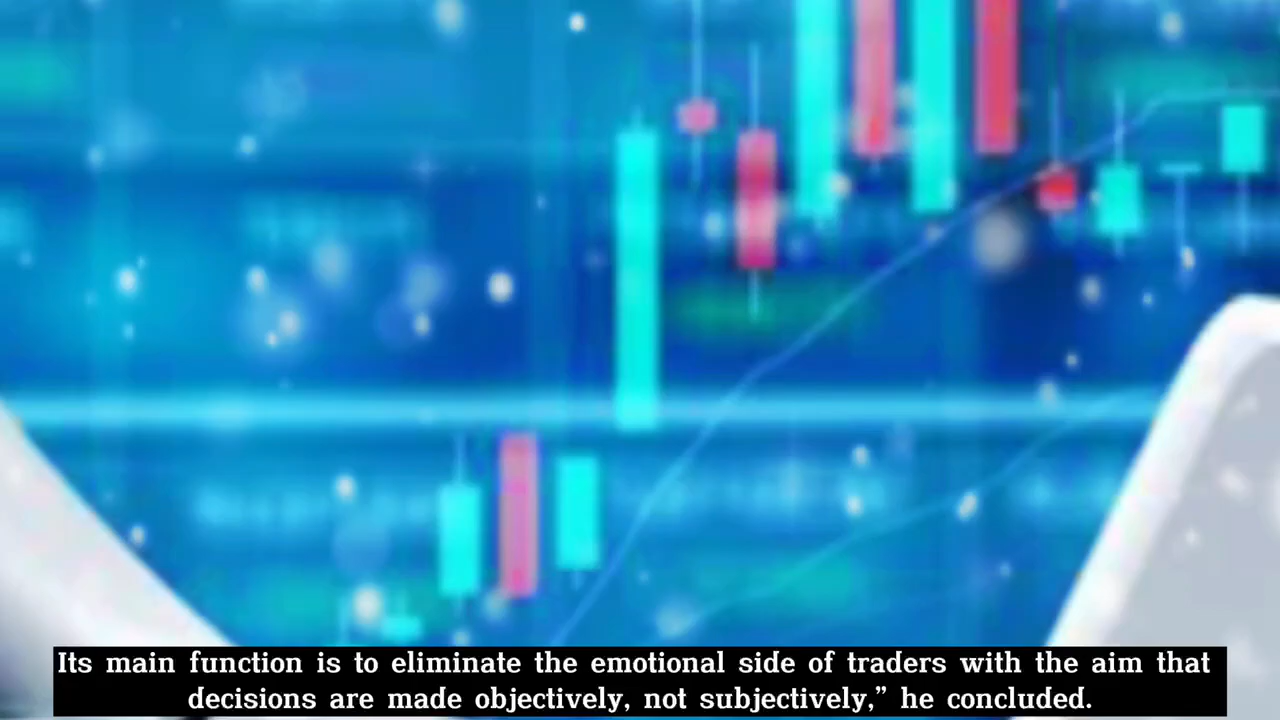 Its main function is to eliminate the emotional side of traders with the aim that
decisions are made objectively, not subjectively,” he concluded.